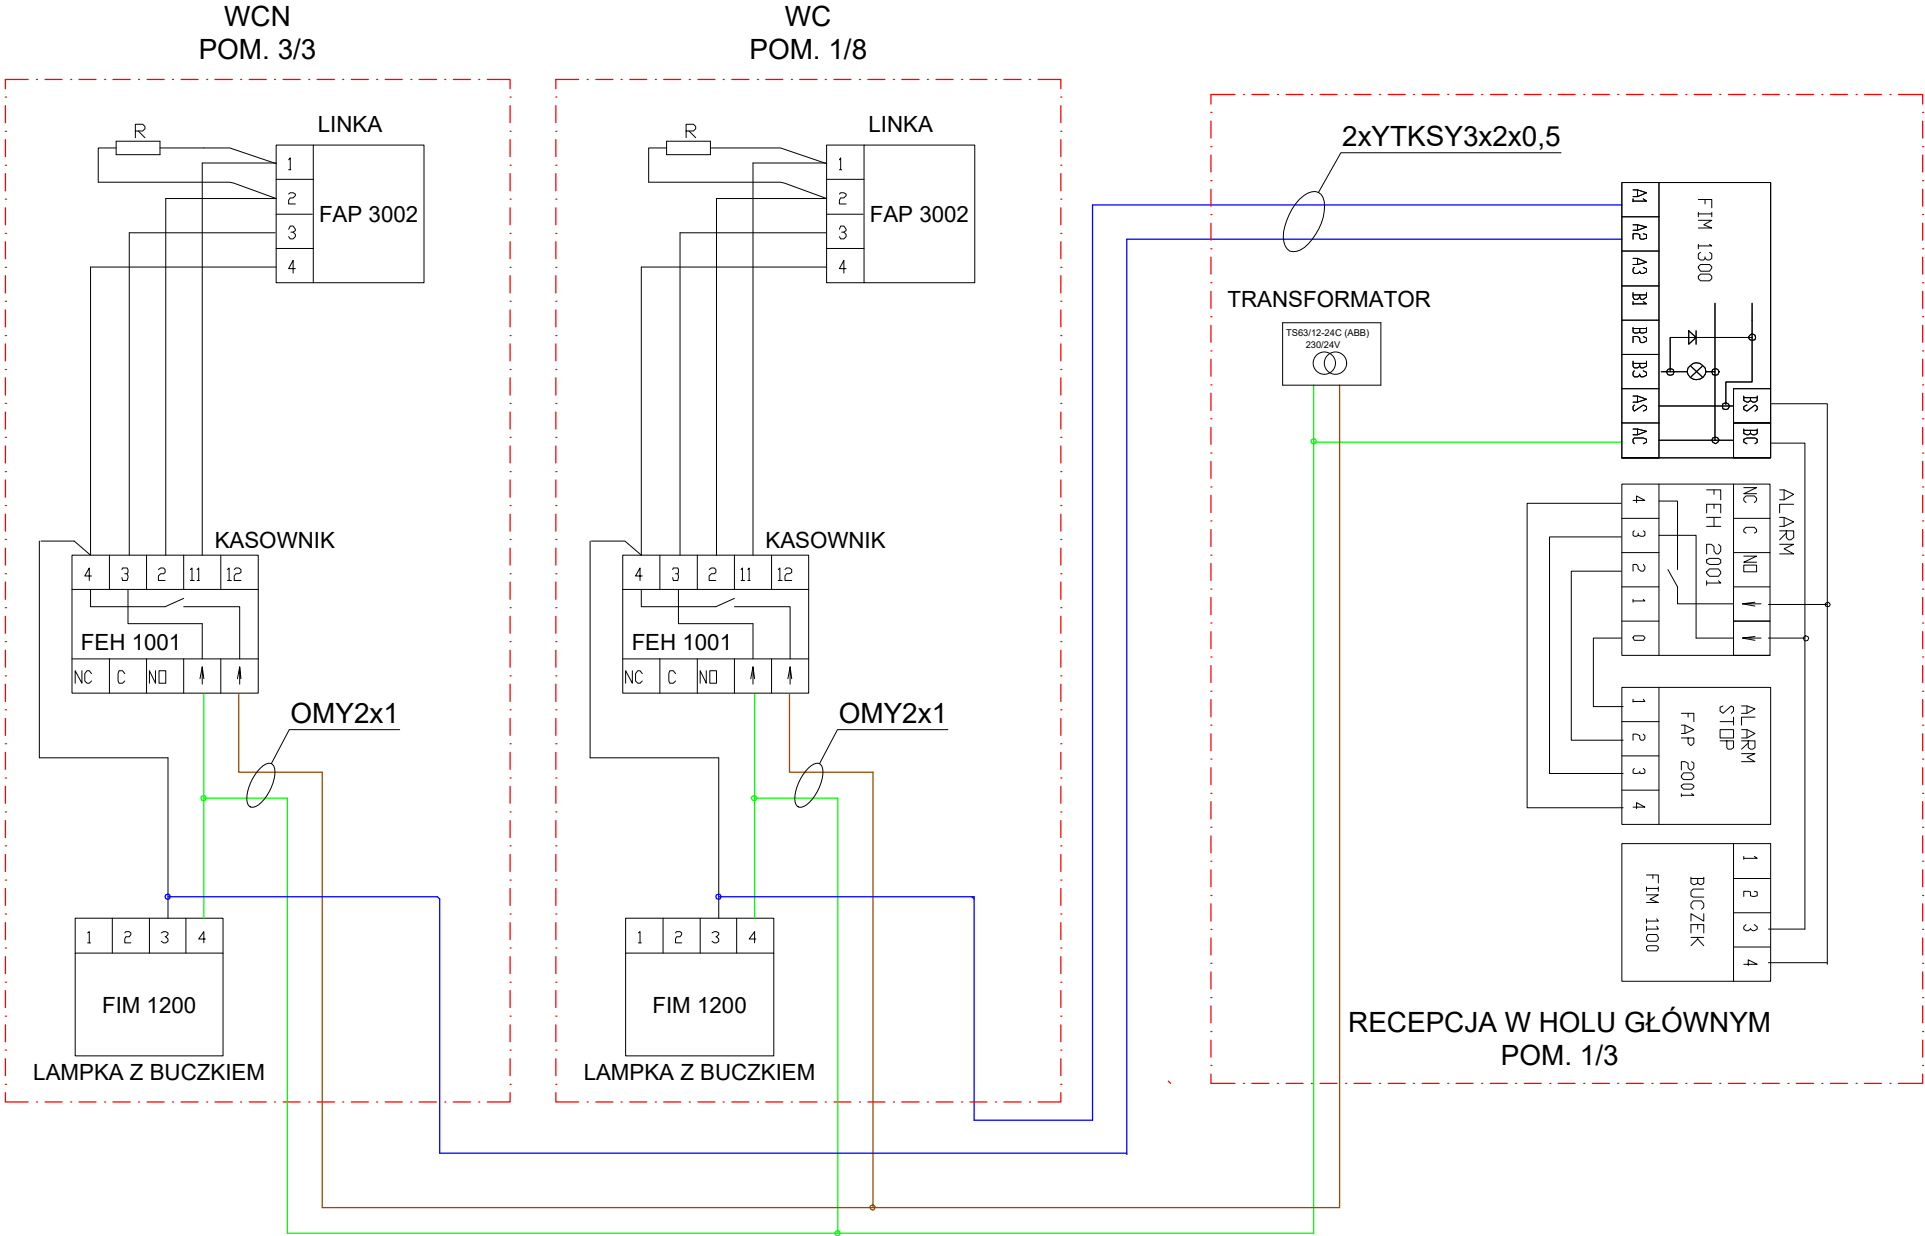 WCN
POM. 3/3
R
LINKA
1
2
3
4
FAP 3002
KASOWNIK
4 3 2 11 12
FEH 1001
NC C NO
OMY2x1
1 2 3 4
FIM 1200
LAMPKA Z BUCZKIEM
WC
POM. 1/8
R
LINKA
1
2
3
4
FAP 3002
KASOWNIK
4 3 2 11 12
FEH 1001
NC C NO
OMY2x1
1 2 3 4
FIM 1200
LAMPKA Z BUCZKIEM
2xYTKSY3x2x0,5
TRANSFORMATOR
TS63/12-24C (ABB)
230/24V
A1
A2
A3
B1
B2
B3
AS
AC
FIM 1300
BS
BC
4
3
2
1
0
FEH 2001
NC
C
NO
ALARM
1
2
3
4
FAP 2001
ALARM
STOP
FIM 1100
BUCZEK
1
2
3
4
RECEPCJA W HOLU GŁÓWNYM
POM. 1/3